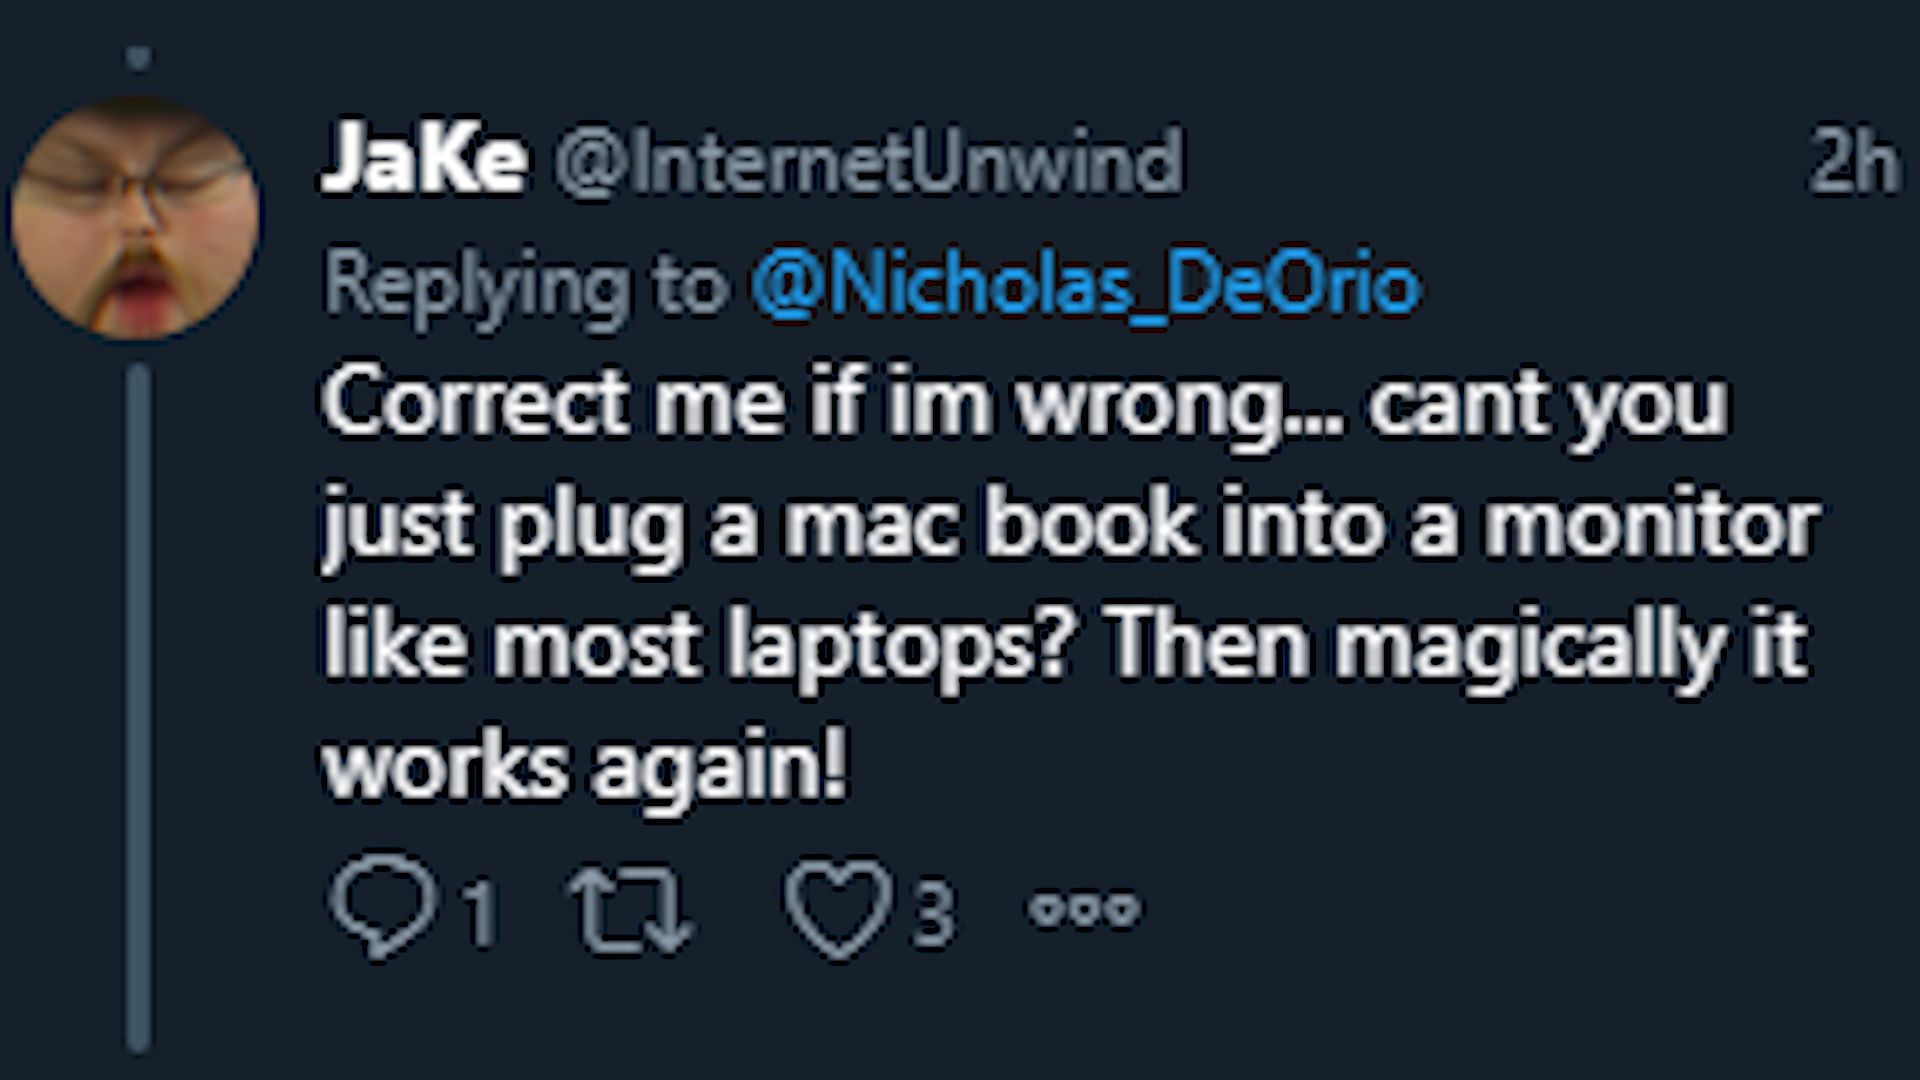 JaKe @InternetUnwind 2h
Replying to @Nicholas_DeOrio
Correct me if im wrong... cant you
just plug a mac book into a monitor
like most laptops? Then magically it
works again!
1 3